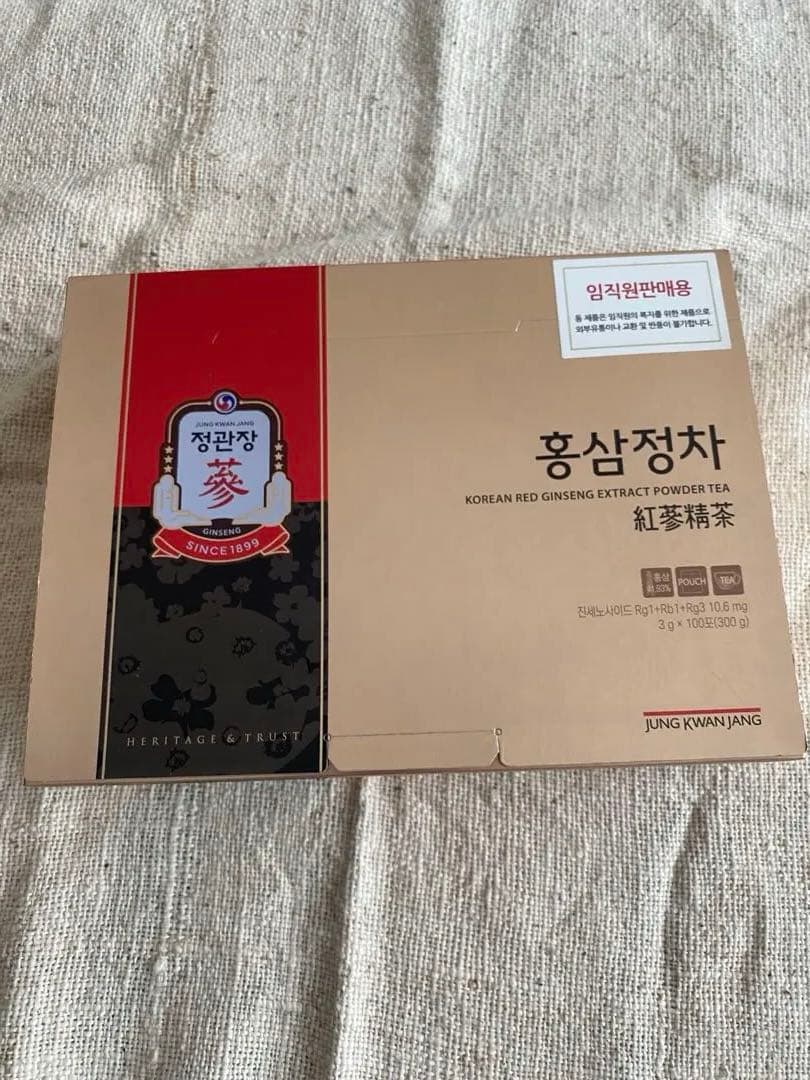 임직원판매용
동 제품은 임직원의 복지를 위한 제품으로
외부유통이나 교환 및 반품이 불가합니다.
JUNG KWAN JANG
정관장
蔘
GINSENG
SINCE 1899
홍삼정차
KOREAN RED GINSENG EXTRACT POWDER TEA
紅蔘精茶
홍삼
POUCH
TEA
진세노사이드 Rg1+Rb1+Rg3 10.6 mg
3 g × 100포(300 g)
HERITAGE & TRUST
JUNG KWAN JANG